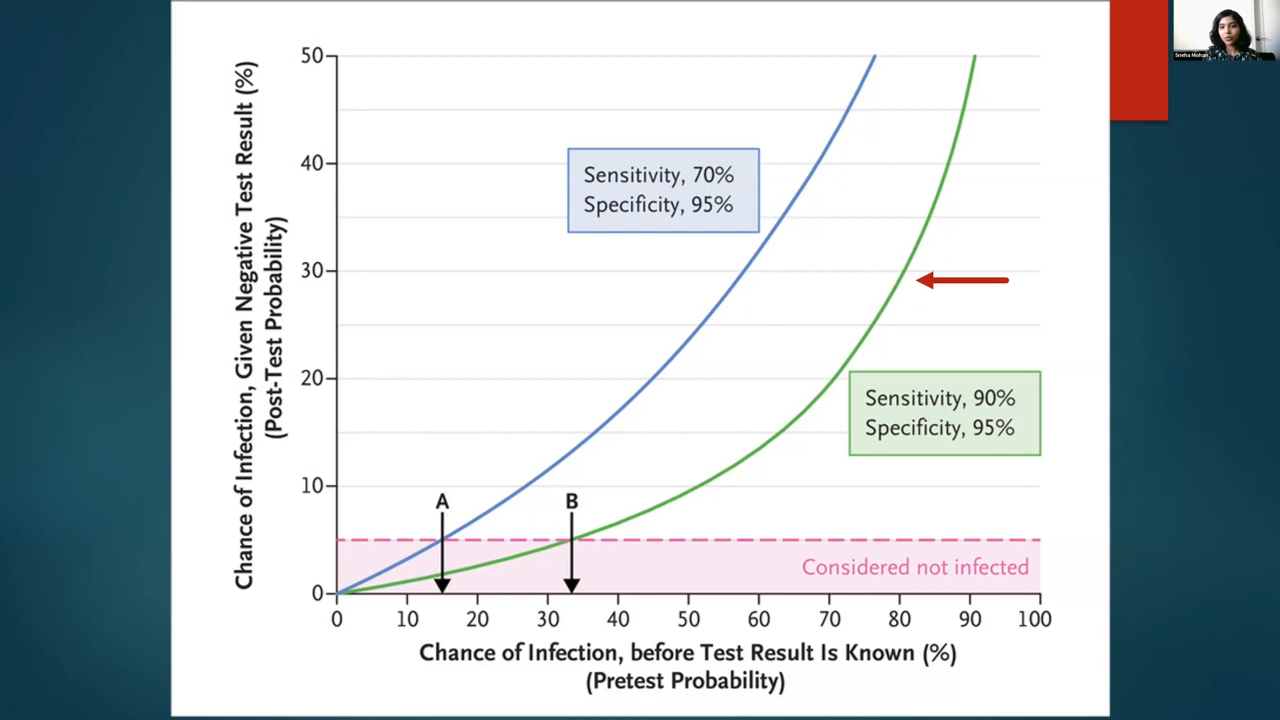 Chance of Infection, Given Negative Test Result (%)
(Post-Test Probability)
50
40
30
20
10
0
Sensitivity, 70%
Specificity, 95%
Sensitivity, 90%
Specificity, 95%
A
B
Considered not infected
0 10 20 30 40 50 60 70 80 90 100
Chance of Infection, before Test Result Is Known (%)
(Pretest Probability)
Sneha Mohan